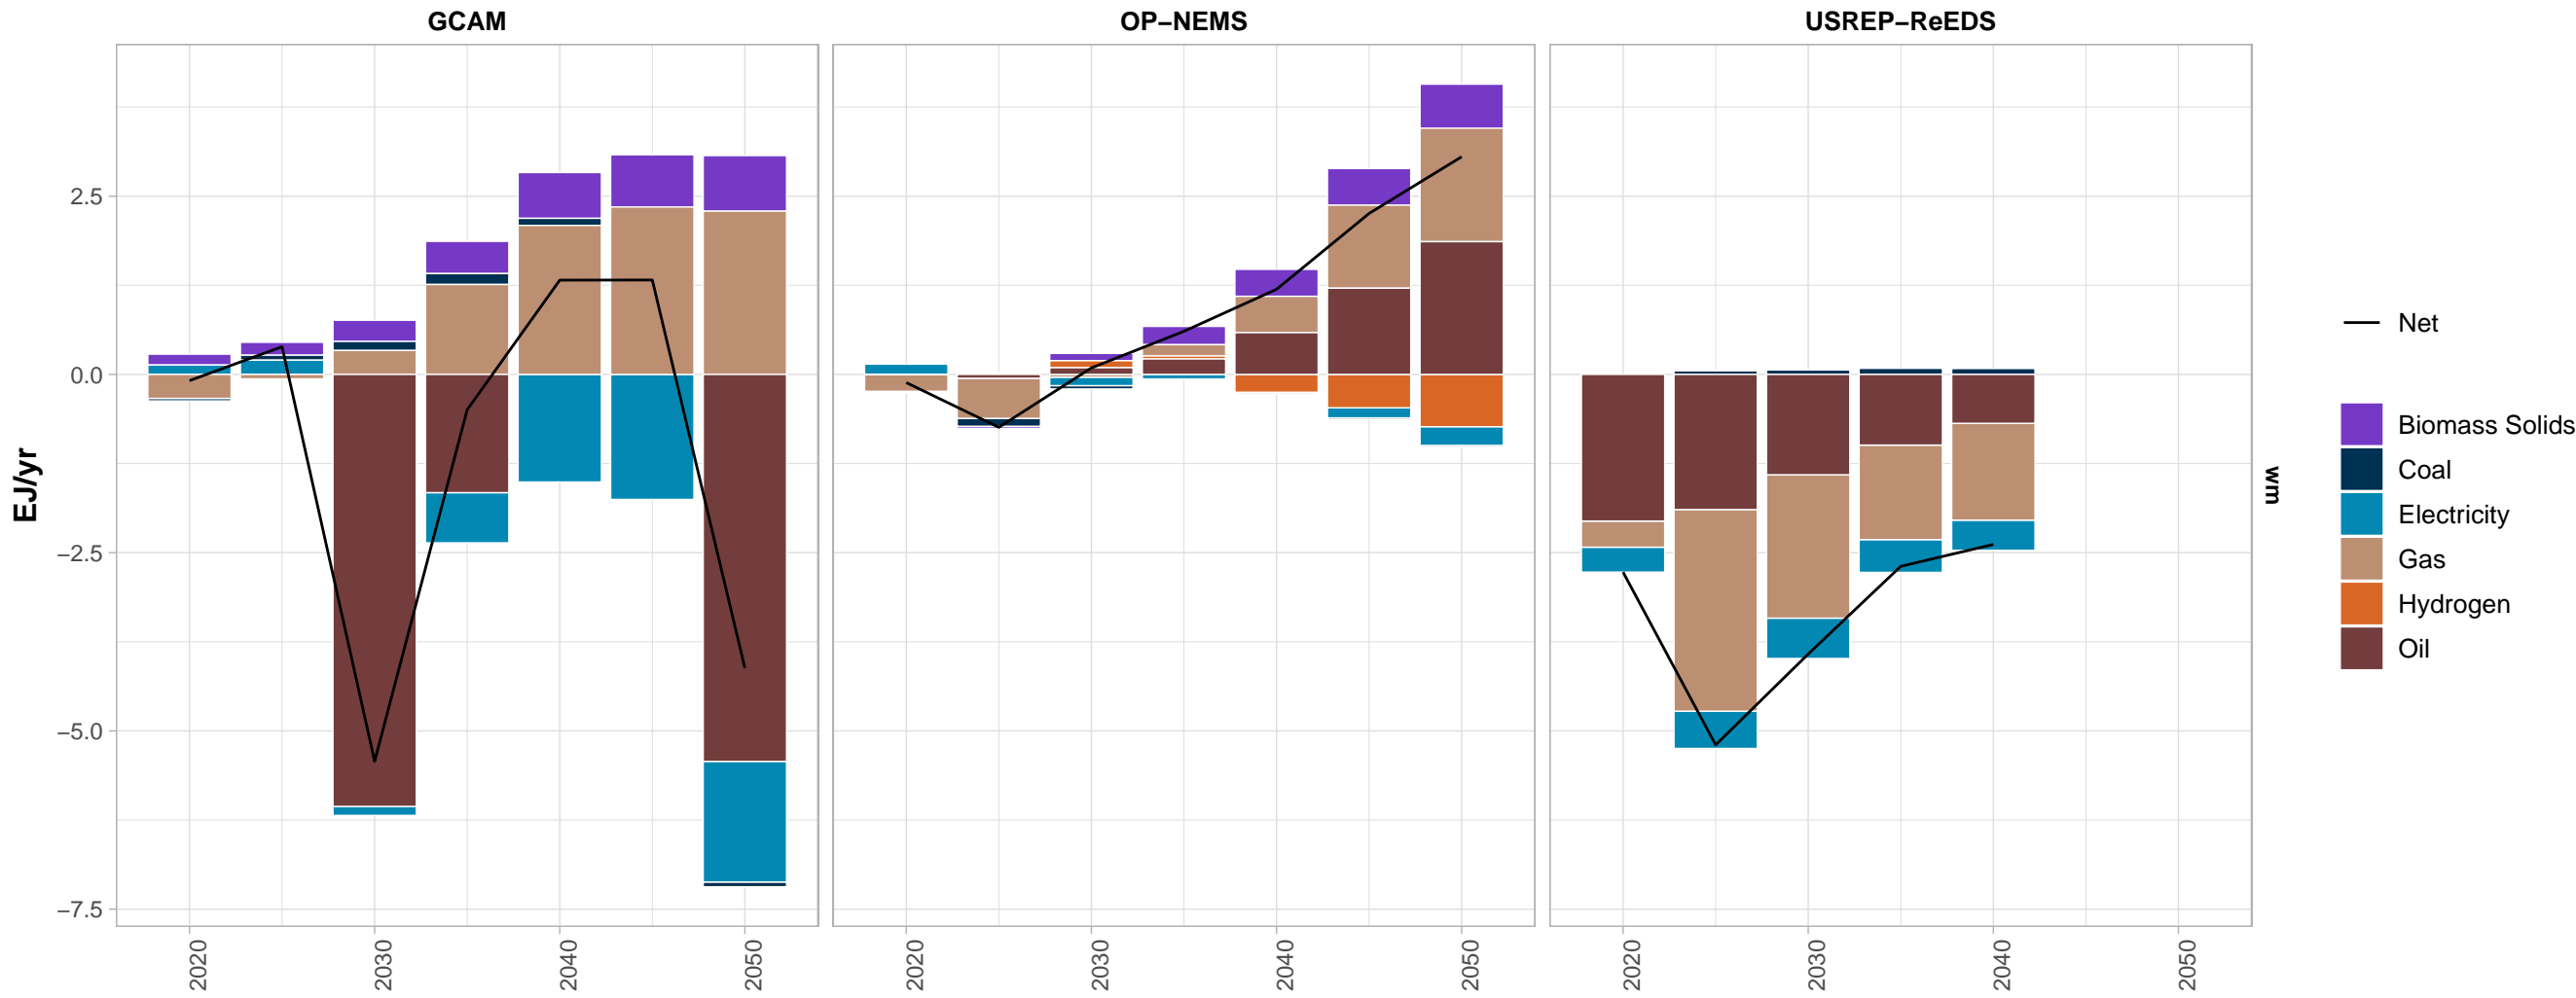 GCAM
OP−NEMS
USREP−ReEDS
EJ/yr
2.5
0.0
−2.5
−5.0
−7.5
2020
2030
2040
2050
2020
2030
2040
2050
2020
2030
2040
2050
wm
Net
Biomass Solids
Coal
Electricity
Gas
Hydrogen
Oil